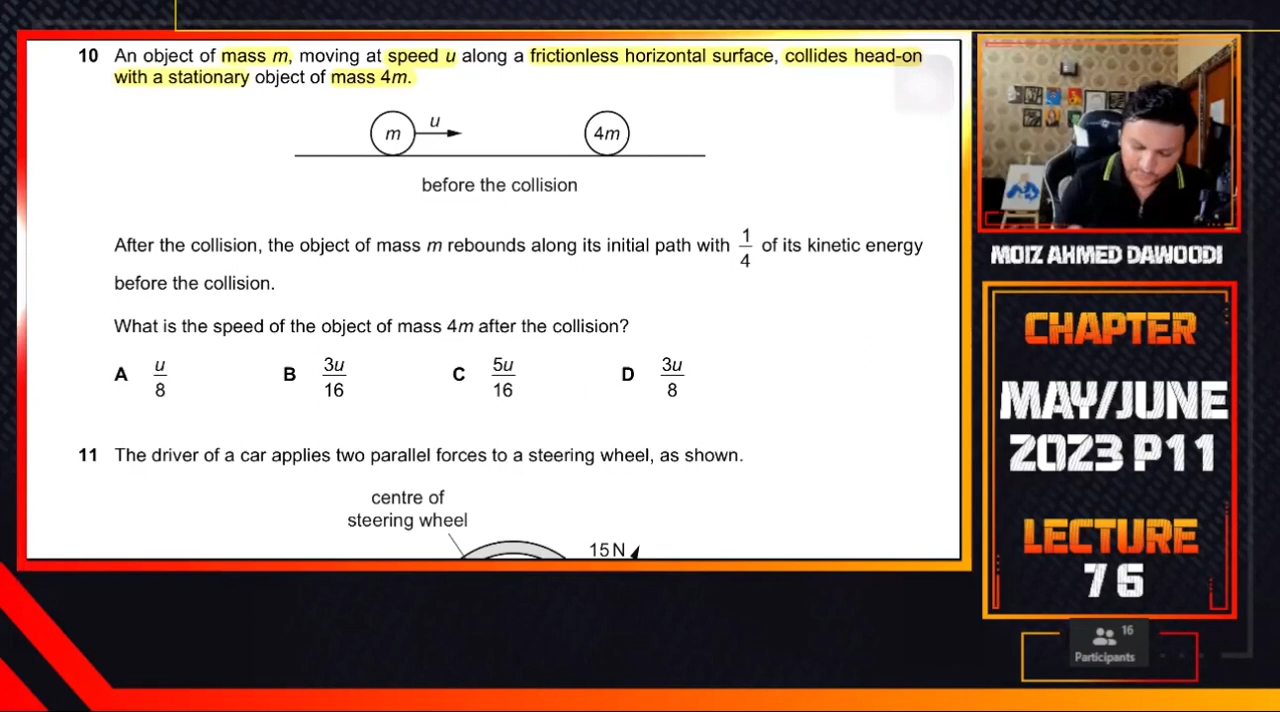 10 An object of mass m, moving at speed u along a frictionless horizontal surface, collides head-on
with a stationary object of mass 4m.
m
u
4m
before the collision
After the collision, the object of mass m rebounds along its initial path with 1/4 of its kinetic energy
before the collision.
What is the speed of the object of mass 4m after the collision?
A u/8 B 3u/16 C 5u/16 D 3u/8
11 The driver of a car applies two parallel forces to a steering wheel, as shown.
centre of
steering wheel
15 N
MOIZ AHMED DAWOODI
CHAPTER
MAY/JUNE
2023 P11
LECTURE
76
16
Participants